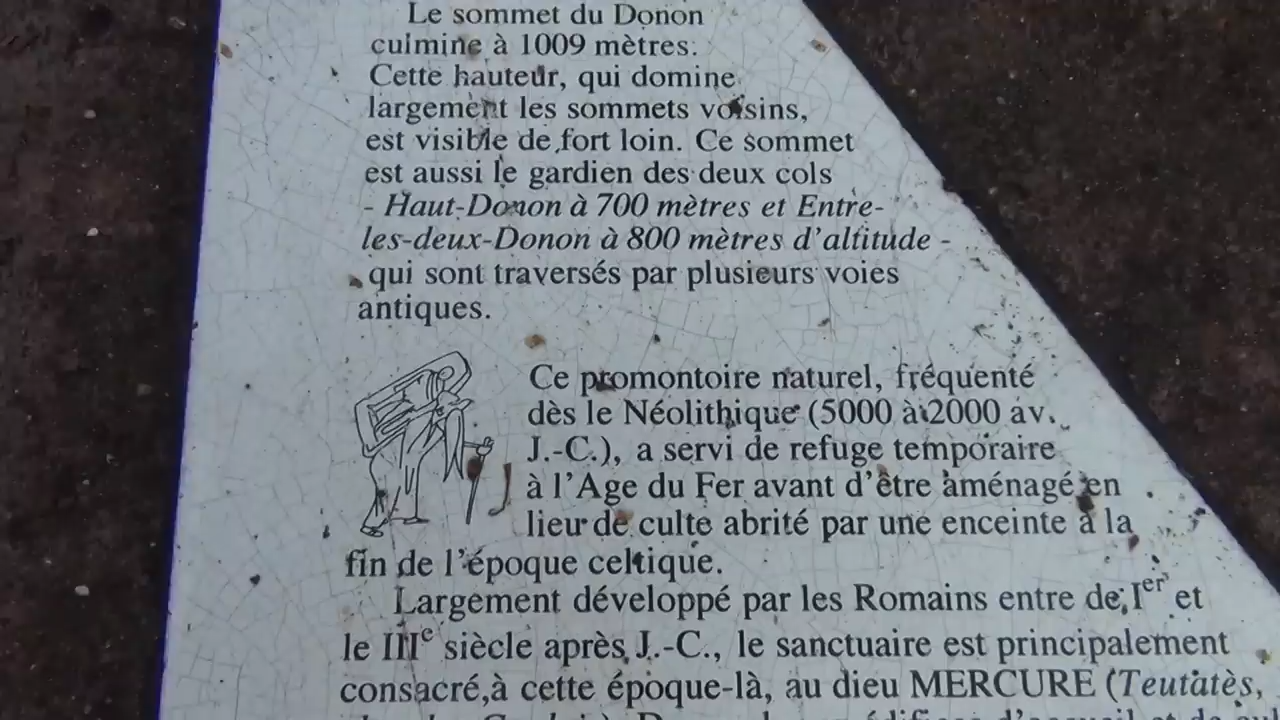 Le sommet du Donon
culmine à 1009 mètres.
Cette hauteur, qui domine
largement les sommets voisins,
est visible de fort loin. Ce sommet
est aussi le gardien des deux cols
- Haut-Donon à 700 mètres et Entre-
les-deux-Donon à 800 mètres d'altitude -
qui sont traversés par plusieurs voies
antiques.
Ce promontoire naturel, fréquenté
dès le Néolithique (5000 à 2000 av.
J.-C.), a servi de refuge temporaire
à l'Age du Fer avant d'être aménagé en
lieu de culte abrité par une enceinte à la
fin de l'époque celtique.
Largement développé par les Romains entre de Ier et
le IIIe siècle après J.-C., le sanctuaire est principalement
consacré à cette époque-là, au dieu MERCURE (Teutatès,